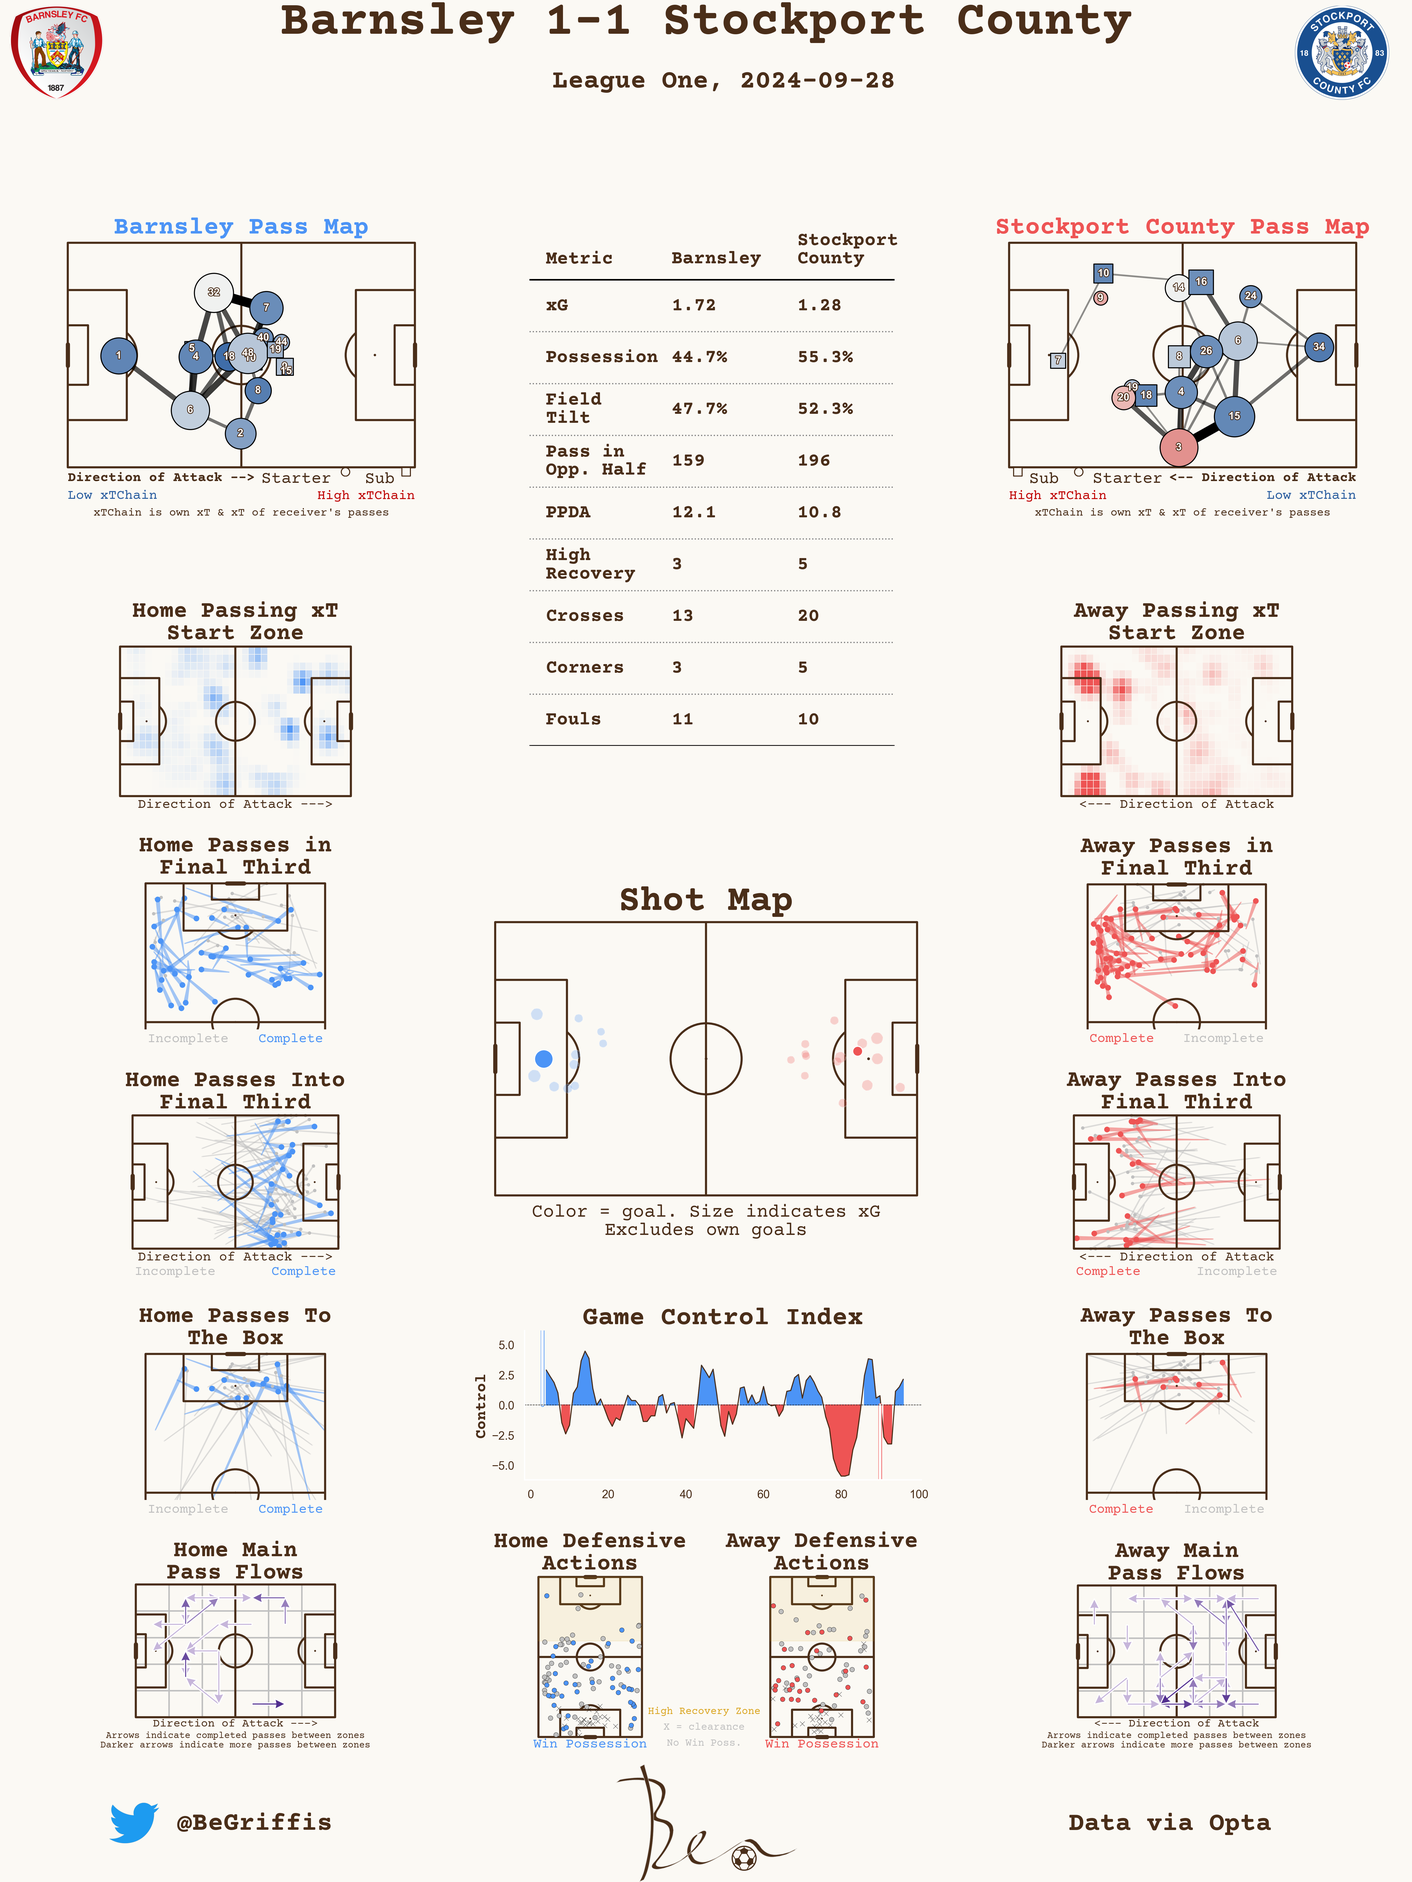 Barnsley 1-1 Stockport County
League One, 2024-09-28
BARNSLEY FC
1887
STOCKPORT
18 83
COUNTY FC
Barnsley Pass Map
32
7
1
5
4
18
48
40
44
19
15
8
6
2
Direction of Attack --> Starter Sub
Low xTChain High xTChain
xTChain is own xT & xT of receiver's passes
Metric Barnsley Stockport County
xG 1.72 1.28
Possession 44.7% 55.3%
Field Tilt 47.7% 52.3%
Pass in Opp. Half 159 196
PPDA 12.1 10.8
High Recovery 3 5
Crosses 13 20
Corners 3 5
Fouls 11 10
Stockport County Pass Map
10
9
14
16
24
7
8
26
6
34
19
20
18
4
15
3
Sub Starter <-- Direction of Attack
High xTChain Low xTChain
xTChain is own xT & xT of receiver's passes
Home Passing xT
Start Zone
Direction of Attack --->
Home Passes in
Final Third
Incomplete Complete
Home Passes Into
Final Third
Direction of Attack --->
Incomplete Complete
Home Passes To
The Box
Incomplete Complete
Home Main
Pass Flows
Direction of Attack --->
Arrows indicate completed passes between zones
Darker arrows indicate more passes between zones
Shot Map
Color = goal. Size indicates xG
Excludes own goals
Game Control Index
Control
5.0
2.5
0.0
−2.5
−5.0
0 20 40 60 80 100
Home Defensive
Actions
Win Possession
Away Defensive
Actions
Win Possession
High Recovery Zone
X = clearance
No Win Poss.
Away Passing xT
Start Zone
<--- Direction of Attack
Away Passes in
Final Third
Complete Incomplete
Away Passes Into
Final Third
<--- Direction of Attack
Complete Incomplete
Away Passes To
The Box
Complete Incomplete
Away Main
Pass Flows
<--- Direction of Attack
Arrows indicate completed passes between zones
Darker arrows indicate more passes between zones
@BeGriffis
Ben
Data via Opta